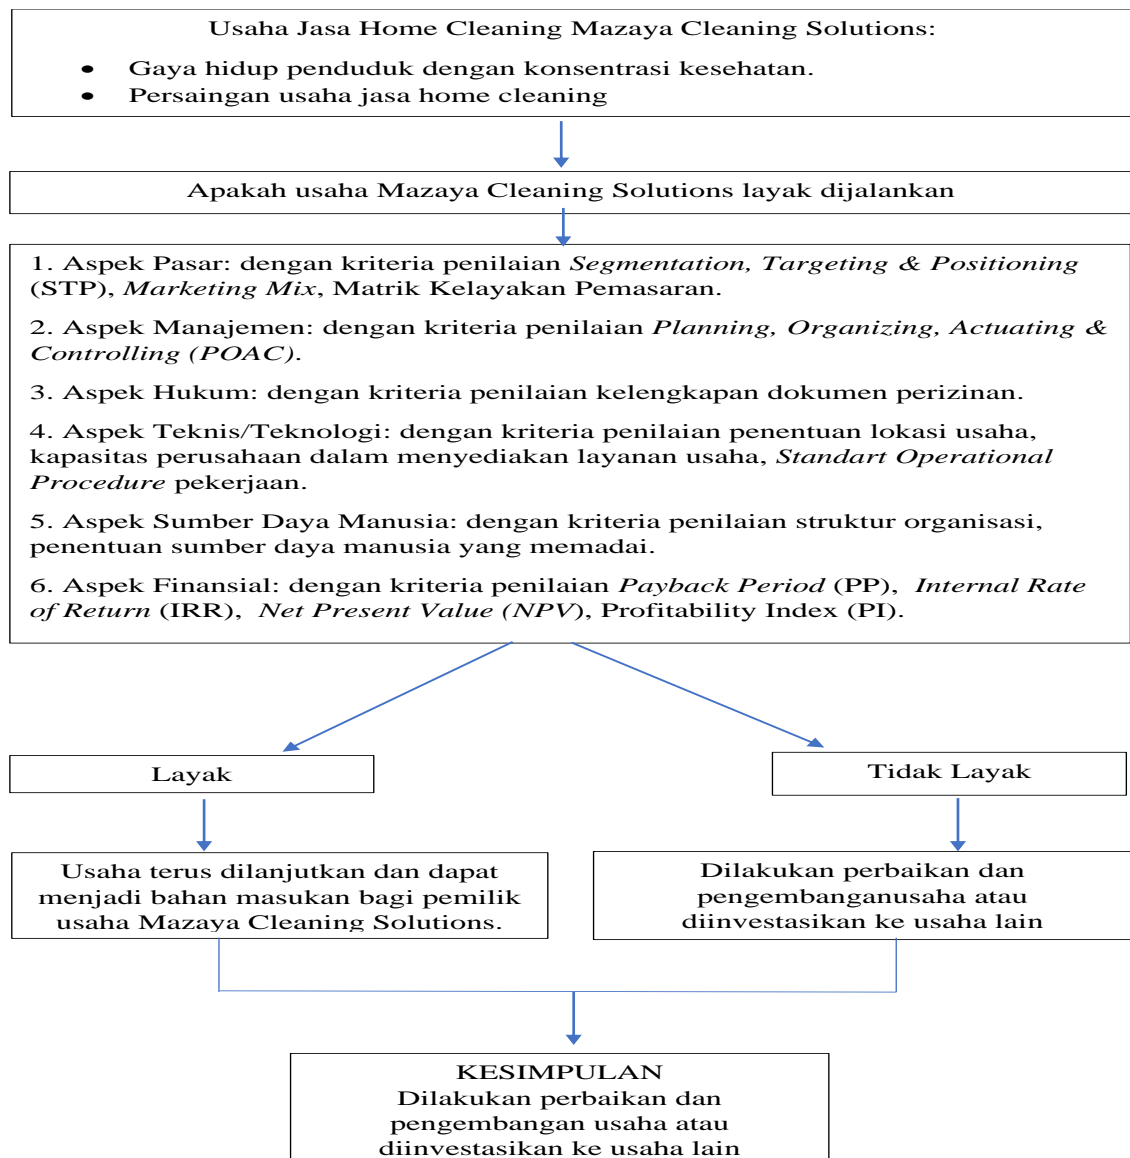 Usaha Jasa Home Cleaning Mazaya Cleaning Solutions:
● Gaya hidup penduduk dengan konsentrasi kesehatan.
● Persaingan usaha jasa home cleaning
Apakah usaha Mazaya Cleaning Solutions layak dijalankan
1. Aspek Pasar: dengan kriteria penilaian Segmentation, Targeting & Positioning
(STP), Marketing Mix, Matrik Kelayakan Pemasaran.
2. Aspek Manajemen: dengan kriteria penilaian Planning, Organizing, Actuating &
Controlling (POAC).
3. Aspek Hukum: dengan kriteria penilaian kelengkapan dokumen perizinan.
4. Aspek Teknis/Teknologi: dengan kriteria penilaian penentuan lokasi usaha,
kapasitas perusahaan dalam menyediakan layanan usaha, Standart Operational
Procedure pekerjaan.
5. Aspek Sumber Daya Manusia: dengan kriteria penilaian struktur organisasi,
penentuan sumber daya manusia yang memadai.
6. Aspek Finansial: dengan kriteria penilaian Payback Period (PP), Internal Rate
of Return (IRR), Net Present Value (NPV), Profitability Index (PI).
Layak
Tidak Layak
Usaha terus dilanjutkan dan dapat
menjadi bahan masukan bagi pemilik
usaha Mazaya Cleaning Solutions.
Dilakukan perbaikan dan
pengembanganusaha atau
diinvestasikan ke usaha lain
KESIMPULAN
Dilakukan perbaikan dan
pengembangan usaha atau
diinvestasikan ke usaha lain